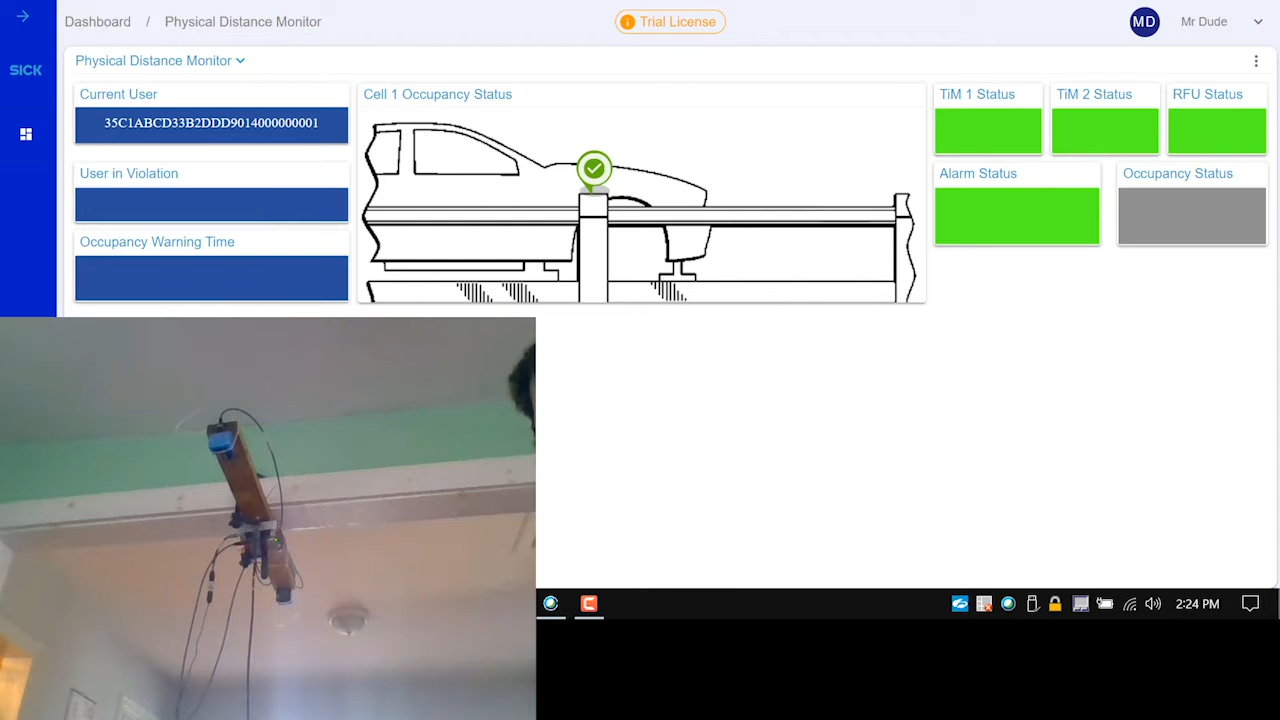 Dashboard / Physical Distance Monitor
Trial License
MD
Mr Dude
SICK
Physical Distance Monitor
Current User
35C1ABCD33B2DDD9014000000001
User in Violation
Occupancy Warning Time
Cell 1 Occupancy Status
TiM 1 Status
TiM 2 Status
RFU Status
Alarm Status
Occupancy Status
2:24 PM